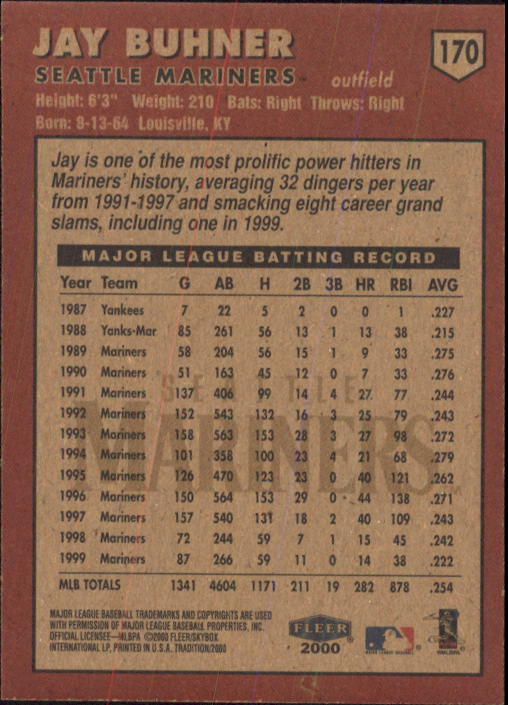 JAY BUHNER
170
SEATTLE MARINERS™ outfield
Height: 6'3" Weight: 210 Bats: Right Throws: Right
Born: 9-13-64 Louisville, KY
Jay is one of the most prolific power hitters in
Mariners' history, averaging 32 dingers per year
from 1991-1997 and smacking eight career grand
slams, including one in 1999.
MAJOR LEAGUE BATTING RECORD
Year Team G AB H 2B 3B HR RBI AVG
1987 Yankees 7 22 5 2 0 0 1 .227
1988 Yanks-Mar 85 261 56 13 1 13 38 .215
1989 Mariners 58 204 56 15 1 9 33 .275
1990 Mariners 51 163 45 12 0 7 33 .276
1991 Mariners 137 406 99 14 4 27 77 .244
1992 Mariners 152 543 132 16 3 25 79 .243
1993 Mariners 158 563 153 28 3 27 98 .272
1994 Mariners 101 358 100 23 4 21 68 .279
1995 Mariners 126 470 123 23 0 40 121 .262
1996 Mariners 150 564 153 29 0 44 138 .271
1997 Mariners 157 540 131 18 2 40 109 .243
1998 Mariners 72 244 59 7 1 15 45 .242
1999 Mariners 87 266 59 11 0 14 38 .222
MLB TOTALS 1341 4604 1171 211 19 282 878 .254
SEATTLE
MARINERS
MAJOR LEAGUE BASEBALL TRADEMARKS AND COPYRIGHTS ARE USED
WITH PERMISSION OF MAJOR LEAGUE BASEBALL PROPERTIES, INC.
OFFICIAL LICENSEE—MLBPA ©2000 FLEER/SKYBOX
INTERNATIONAL LP, PRINTED IN U.S.A. TRADITION/2000
FLEER
2000
MAJOR LEAGUE BASEBALL